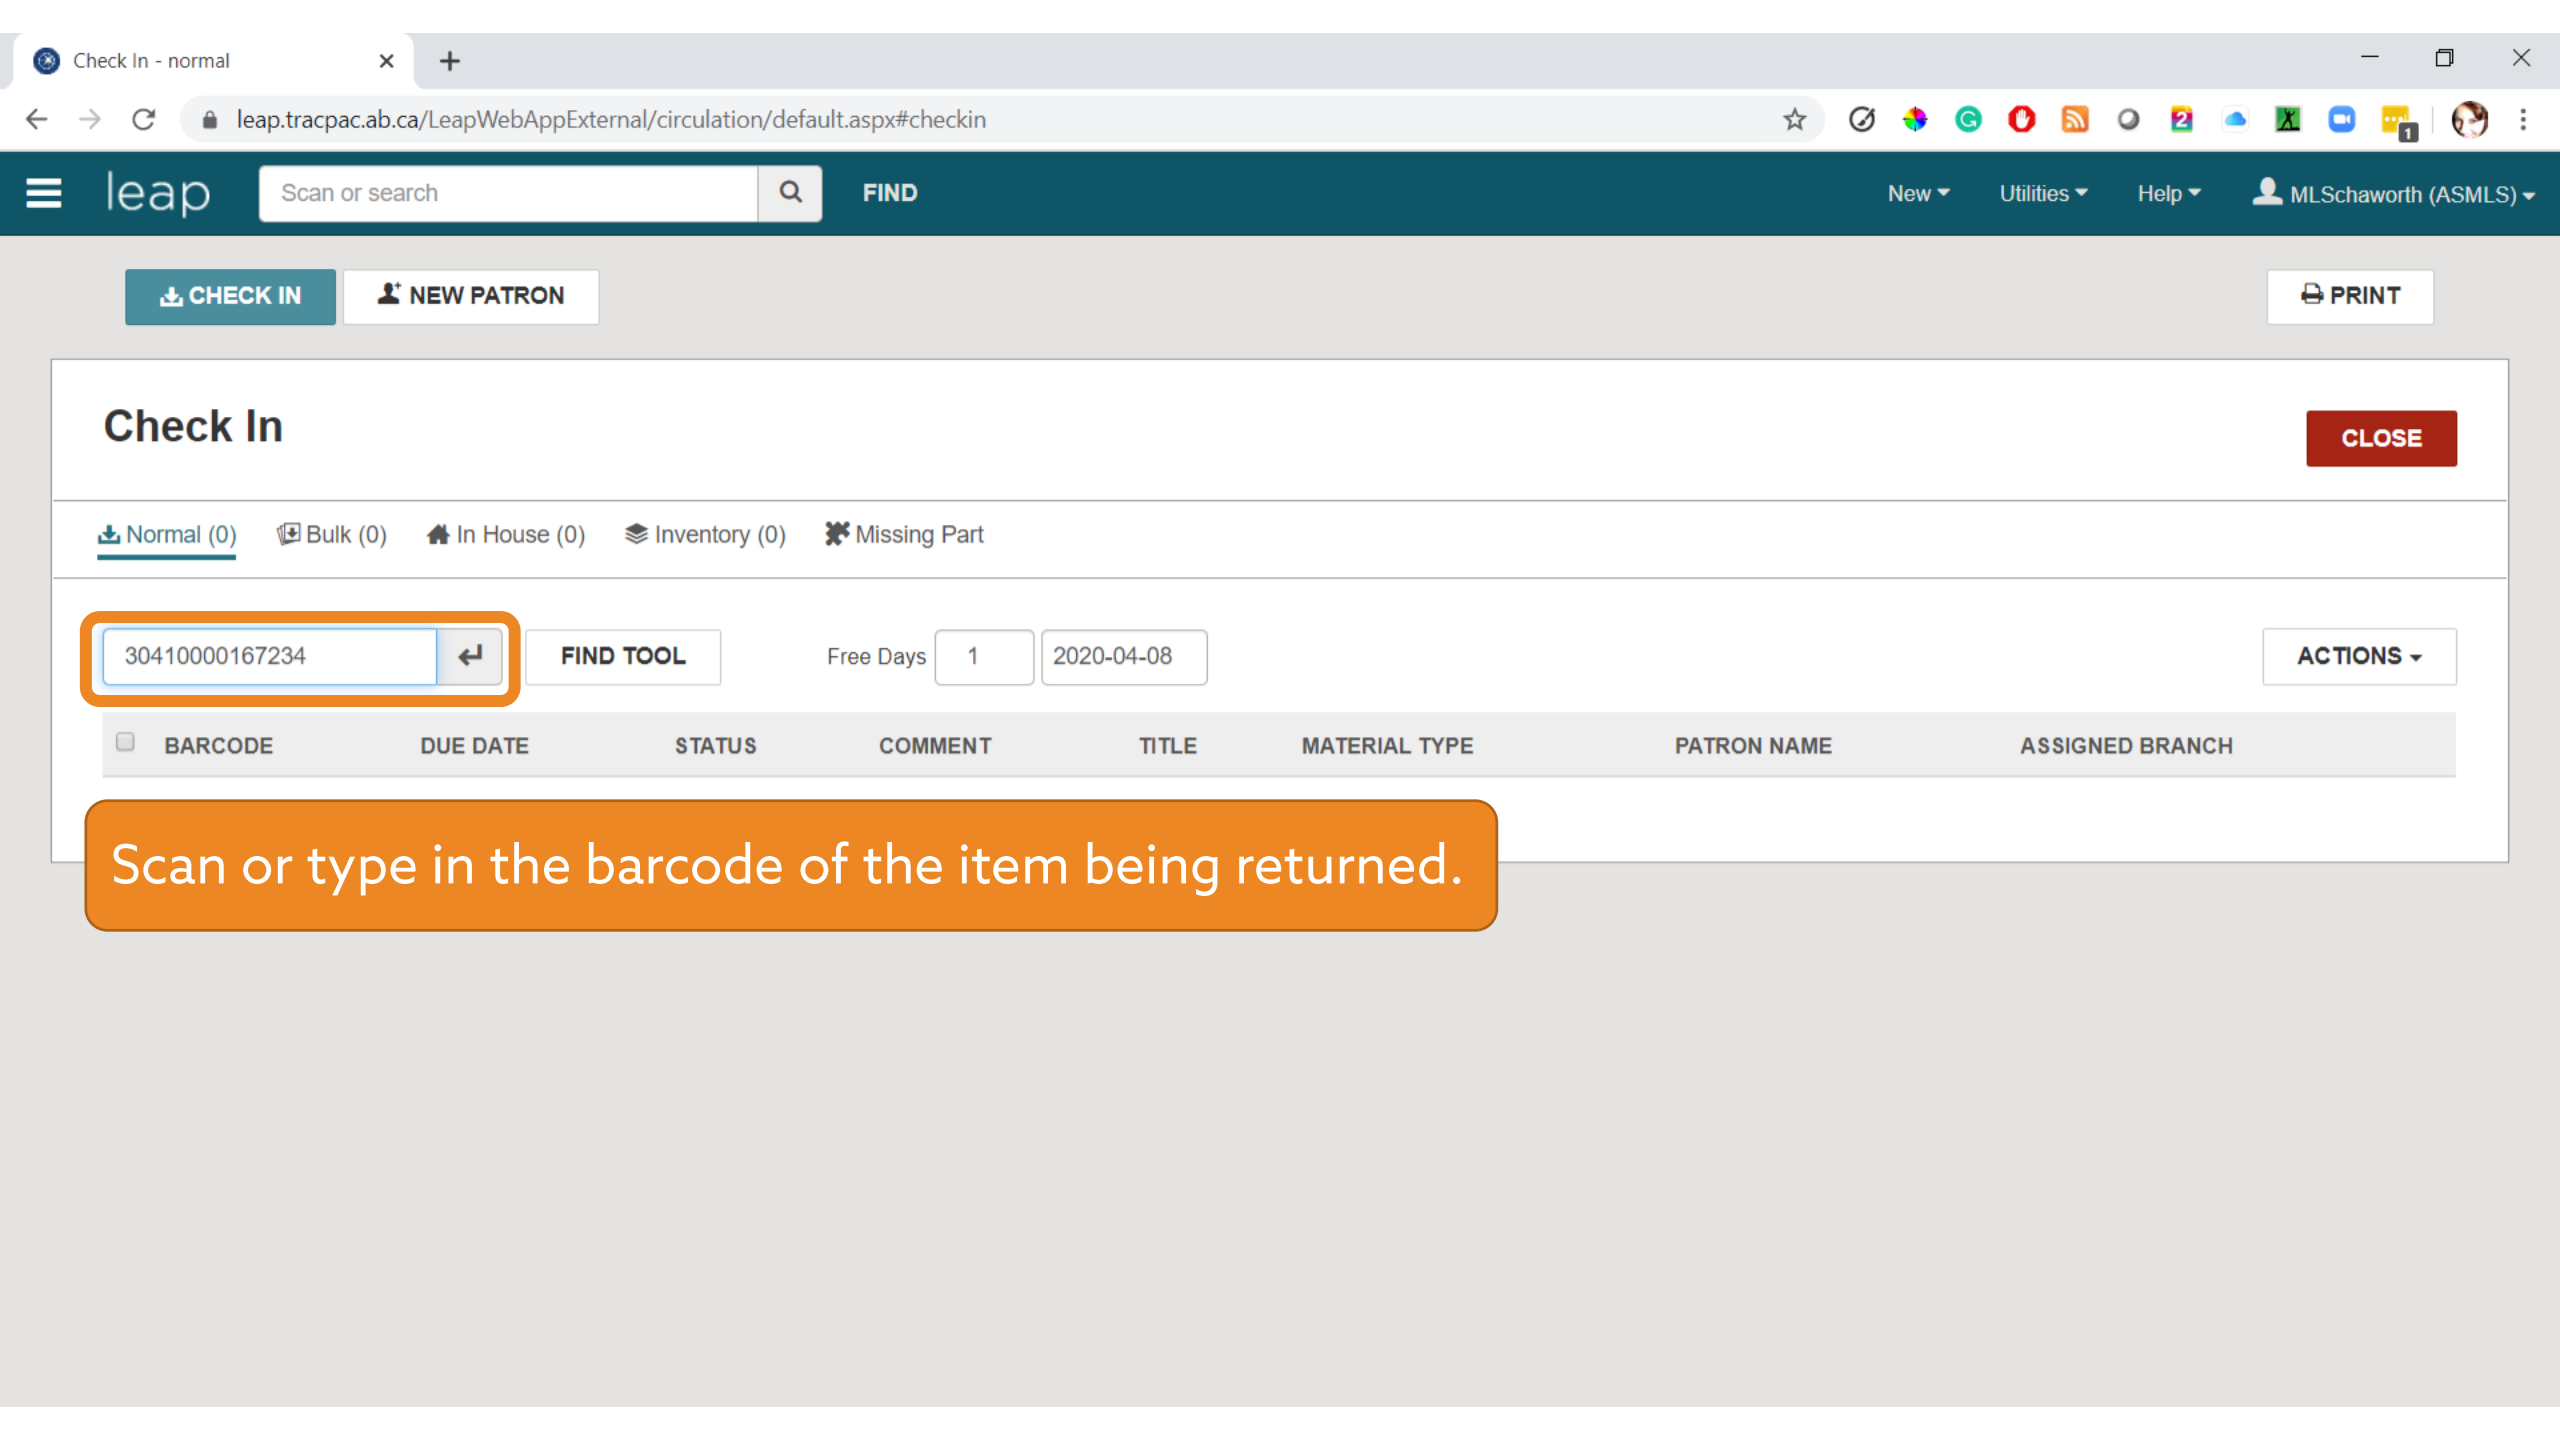 Check In - normal
leap.tracpac.ab.ca/LeapWebAppExternal/circulation/default.aspx#checkin
leap Scan or search FIND New Utilities Help MLSchaworth (ASMLS)
CHECK IN NEW PATRON PRINT
Check In
CLOSE
Normal (0) Bulk (0) In House (0) Inventory (0) Missing Part
30410000167234 FIND TOOL Free Days 1 2020-04-08 ACTIONS
BARCODE DUE DATE STATUS COMMENT TITLE MATERIAL TYPE PATRON NAME ASSIGNED BRANCH
Scan or type in the barcode of the item being returned.